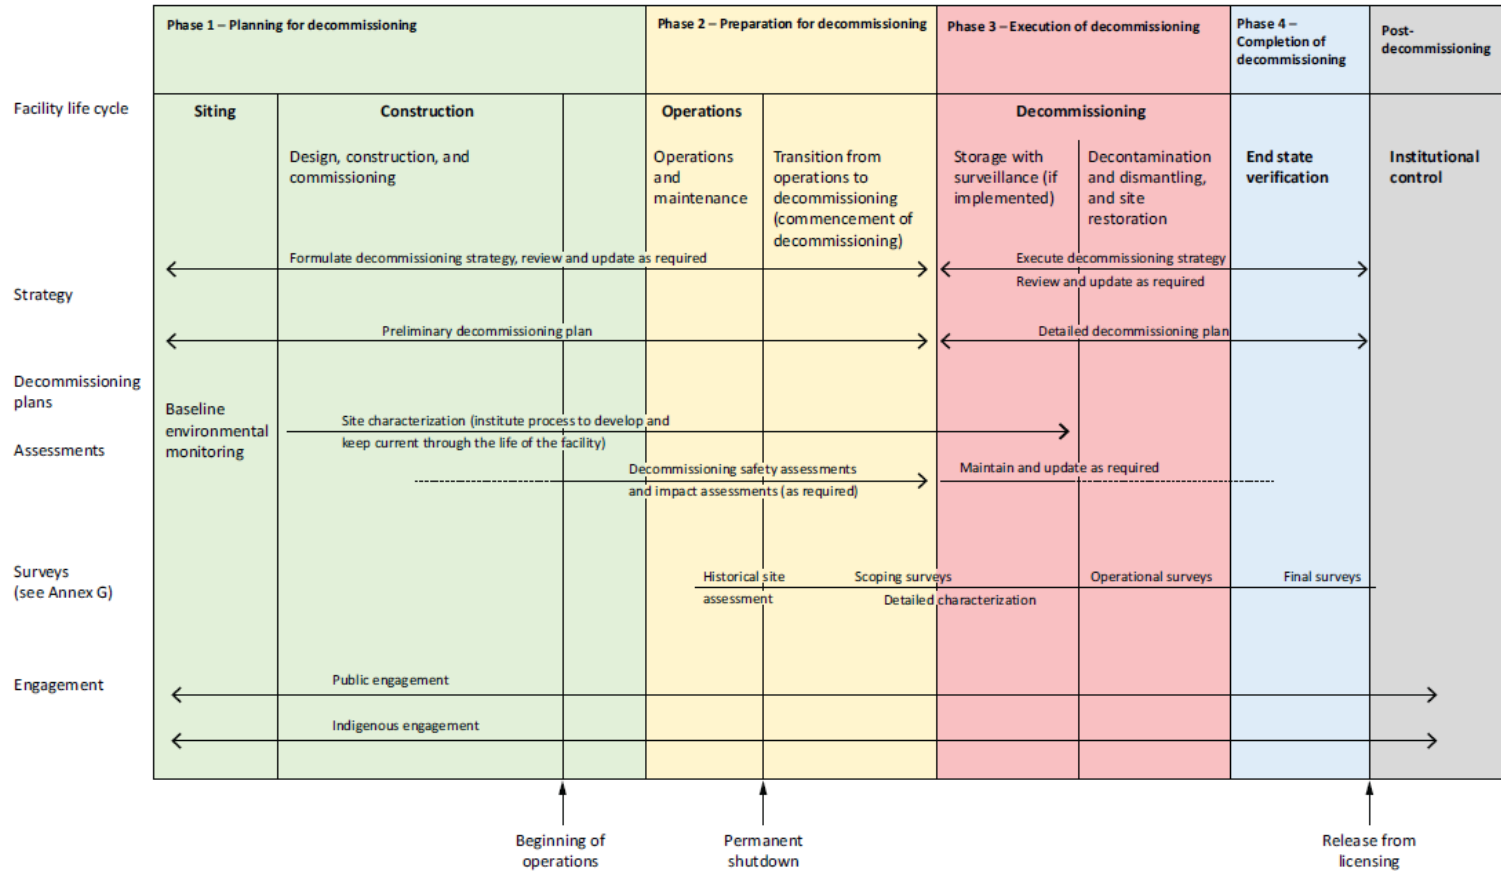 Phase 1 – Planning for decommissioning
Phase 2 – Preparation for decommissioning
Phase 3 – Execution of decommissioning
Phase 4 –
Completion of
decommissioning
Post-
decommissioning
Facility life cycle
Siting
Construction
Operations
Decommissioning
Design, construction, and
commissioning
Operations
and
maintenance
Transition from
operations to
decommissioning
(commencement of
decommissioning)
Storage with
surveillance (if
implemented)
Decontamination
and dismantling,
and site
restoration
End state
verification
Institutional
control
Formulate decommissioning strategy, review and update as required
Execute decommissioning strategy
Review and update as required
Strategy
Preliminary decommissioning plan
Detailed decommissioning plan
Decommissioning
plans
Baseline
environmental
monitoring
Site characterization (institute process to develop and
keep current through the life of the facility)
Assessments
Decommissioning safety assessments
and impact assessments (as required)
Maintain and update as required
Surveys
(see Annex G)
Historical site
assessment
Scoping surveys
Detailed characterization
Operational surveys
Final surveys
Engagement
Public engagement
Indigenous engagement
Beginning of
operations
Permanent
shutdown
Release from
licensing